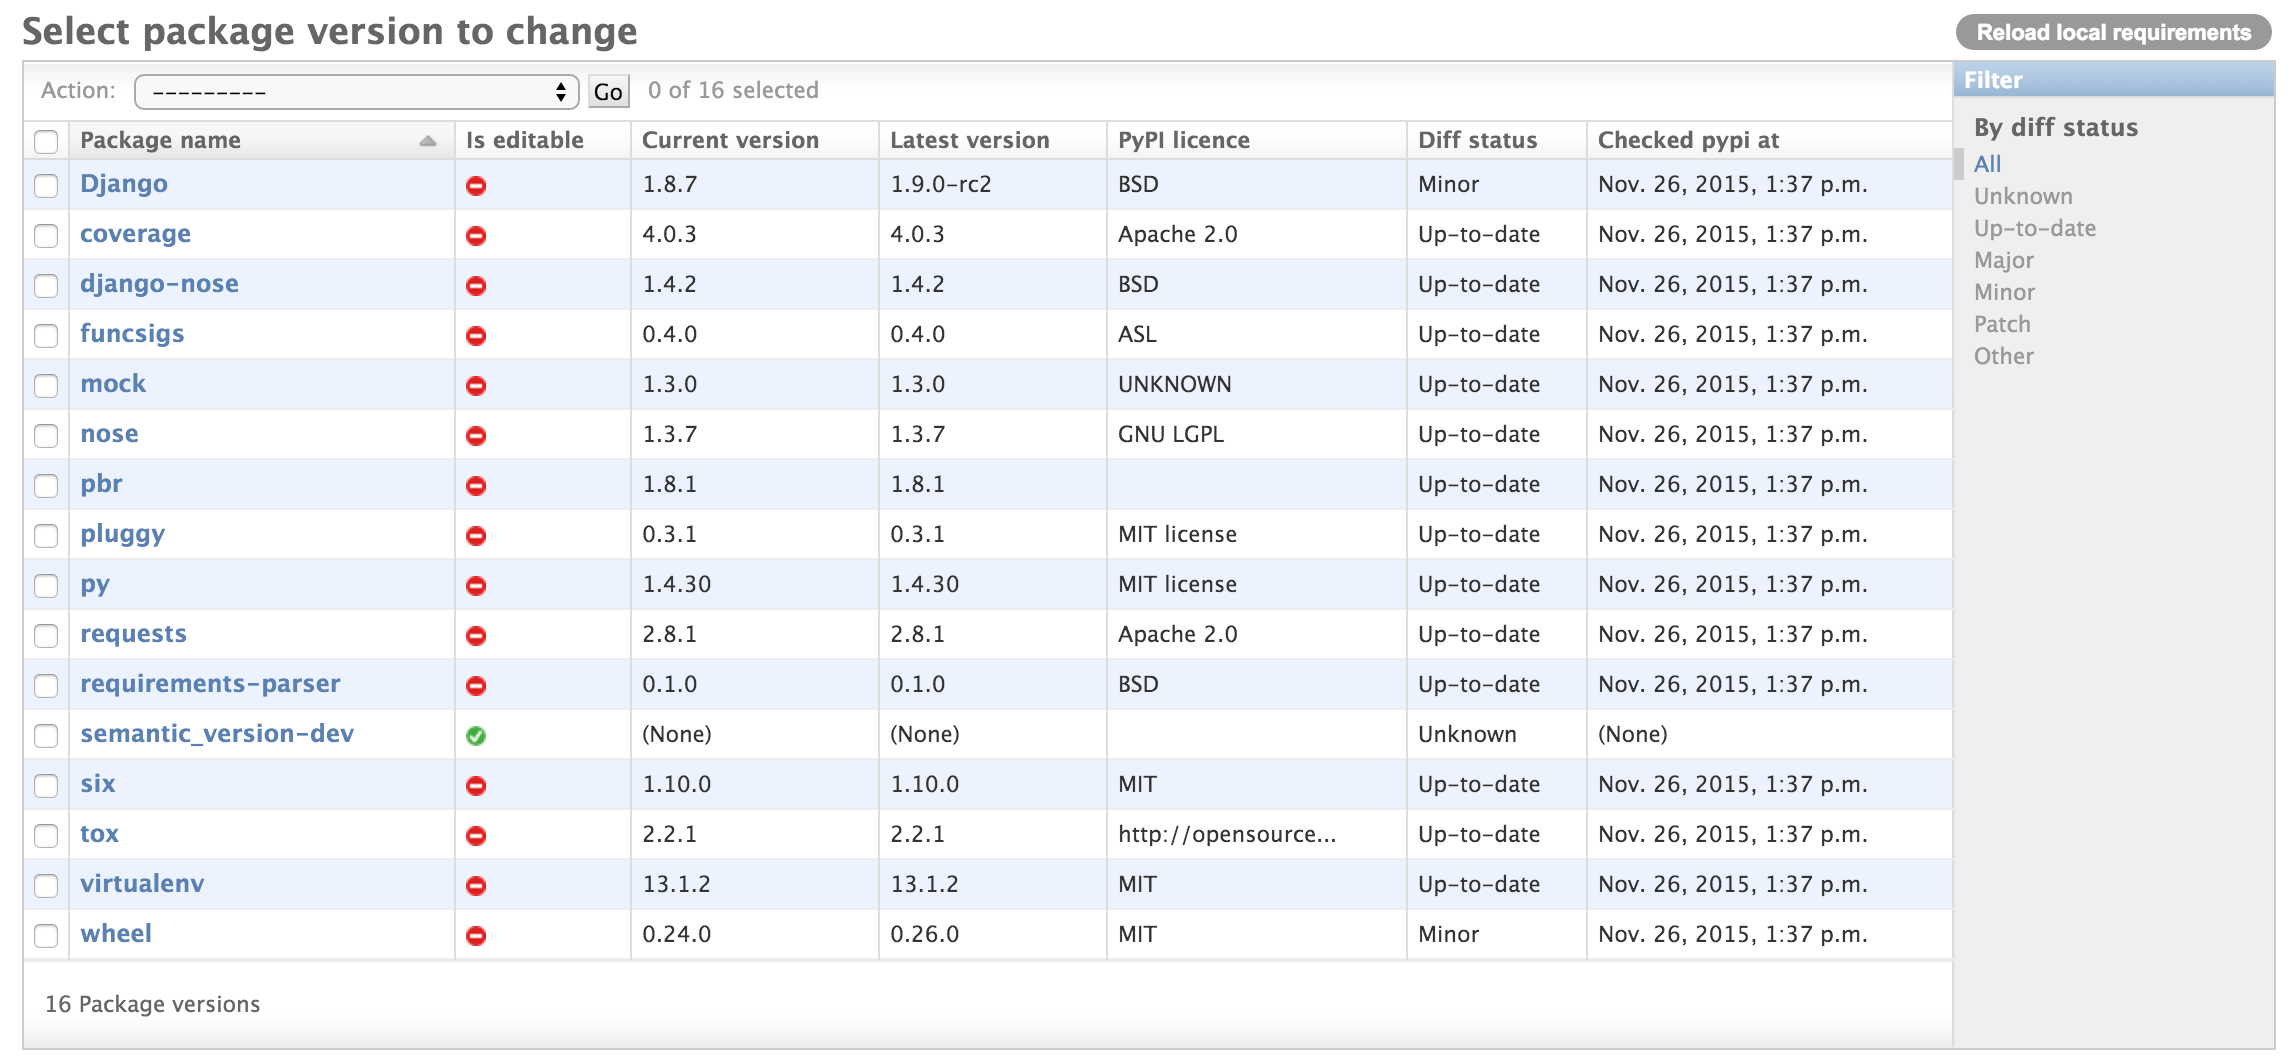 Select package version to change
Reload local requirements
Action: --------- Go 0 of 16 selected
Package name Is editable Current version Latest version PyPI licence Diff status Checked pypi at
Django 1.8.7 1.9.0-rc2 BSD Minor Nov. 26, 2015, 1:37 p.m.
coverage 4.0.3 4.0.3 Apache 2.0 Up-to-date Nov. 26, 2015, 1:37 p.m.
django-nose 1.4.2 1.4.2 BSD Up-to-date Nov. 26, 2015, 1:37 p.m.
funcsigs 0.4.0 0.4.0 ASL Up-to-date Nov. 26, 2015, 1:37 p.m.
mock 1.3.0 1.3.0 UNKNOWN Up-to-date Nov. 26, 2015, 1:37 p.m.
nose 1.3.7 1.3.7 GNU LGPL Up-to-date Nov. 26, 2015, 1:37 p.m.
pbr 1.8.1 1.8.1 Up-to-date Nov. 26, 2015, 1:37 p.m.
pluggy 0.3.1 0.3.1 MIT license Up-to-date Nov. 26, 2015, 1:37 p.m.
py 1.4.30 1.4.30 MIT license Up-to-date Nov. 26, 2015, 1:37 p.m.
requests 2.8.1 2.8.1 Apache 2.0 Up-to-date Nov. 26, 2015, 1:37 p.m.
requirements-parser 0.1.0 0.1.0 BSD Up-to-date Nov. 26, 2015, 1:37 p.m.
semantic_version-dev (None) (None) Unknown (None)
six 1.10.0 1.10.0 MIT Up-to-date Nov. 26, 2015, 1:37 p.m.
tox 2.2.1 2.2.1 http://opensource... Up-to-date Nov. 26, 2015, 1:37 p.m.
virtualenv 13.1.2 13.1.2 MIT Up-to-date Nov. 26, 2015, 1:37 p.m.
wheel 0.24.0 0.26.0 MIT Minor Nov. 26, 2015, 1:37 p.m.
16 Package versions
Filter
By diff status
All
Unknown
Up-to-date
Major
Minor
Patch
Other